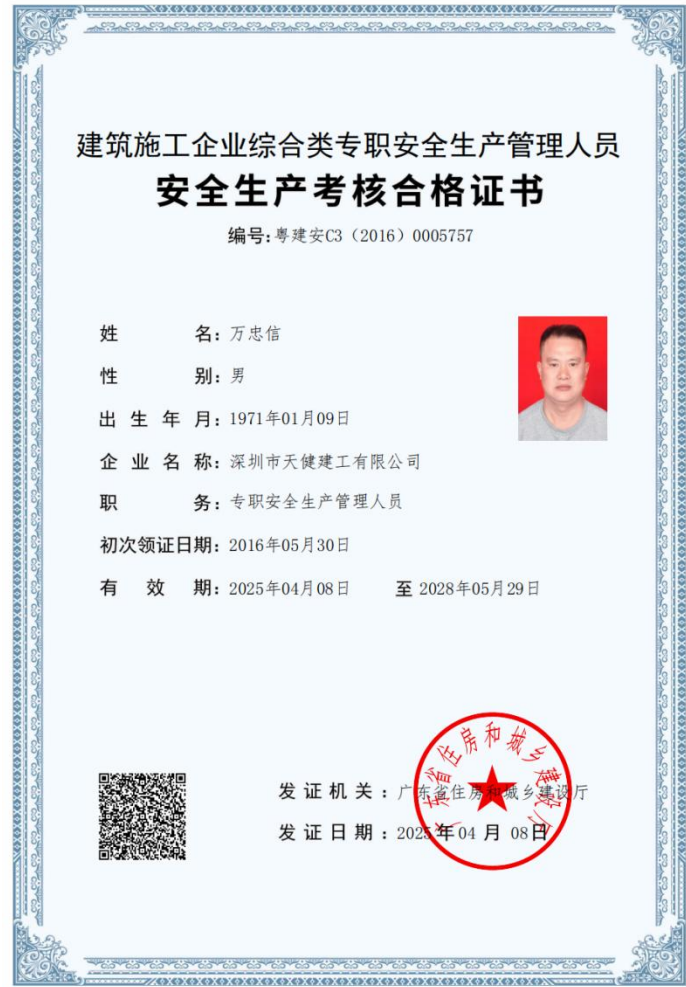 建筑施工企业综合类专职安全生产管理人员
安全生产考核合格证书
编号:粤建安C3（2016）0005757
姓 名：万忠信
性 别：男
出 生 年 月：1971年01月09日
企 业 名 称：深圳市天健建工有限公司
职 务：专职安全生产管理人员
初次领证日期：2016年05月30日
有 效 期：2025年04月08日 至 2028年05月29日
广东省住房和城乡建设厅
发 证 机 关 ：广东省住房和城乡建设厅
发 证 日 期 ：2025年04 月 08日